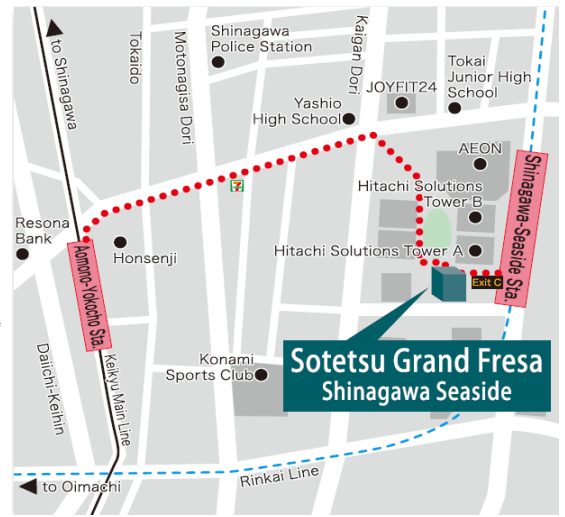 to Shinagawa
Tokaido
Motonagisa Dori
Shinagawa
Police Station
Kaigan Dori
JOYFIT24
Tokai
Junior High
School
Yashio
High School
AEON
Shinagawa-Seaside Sta.
7
Hitachi Solutions
Tower B
Resona
Bank
Honsenji
Aomono-Yokocho Sta.
Hitachi Solutions Tower A
Exit C
Sotetsu Grand Fresa
Shinagawa Seaside
Konami
Sports Club
Daiichi-Keihin
Keikyu Main Line
Rinkai Line
to Oimachi